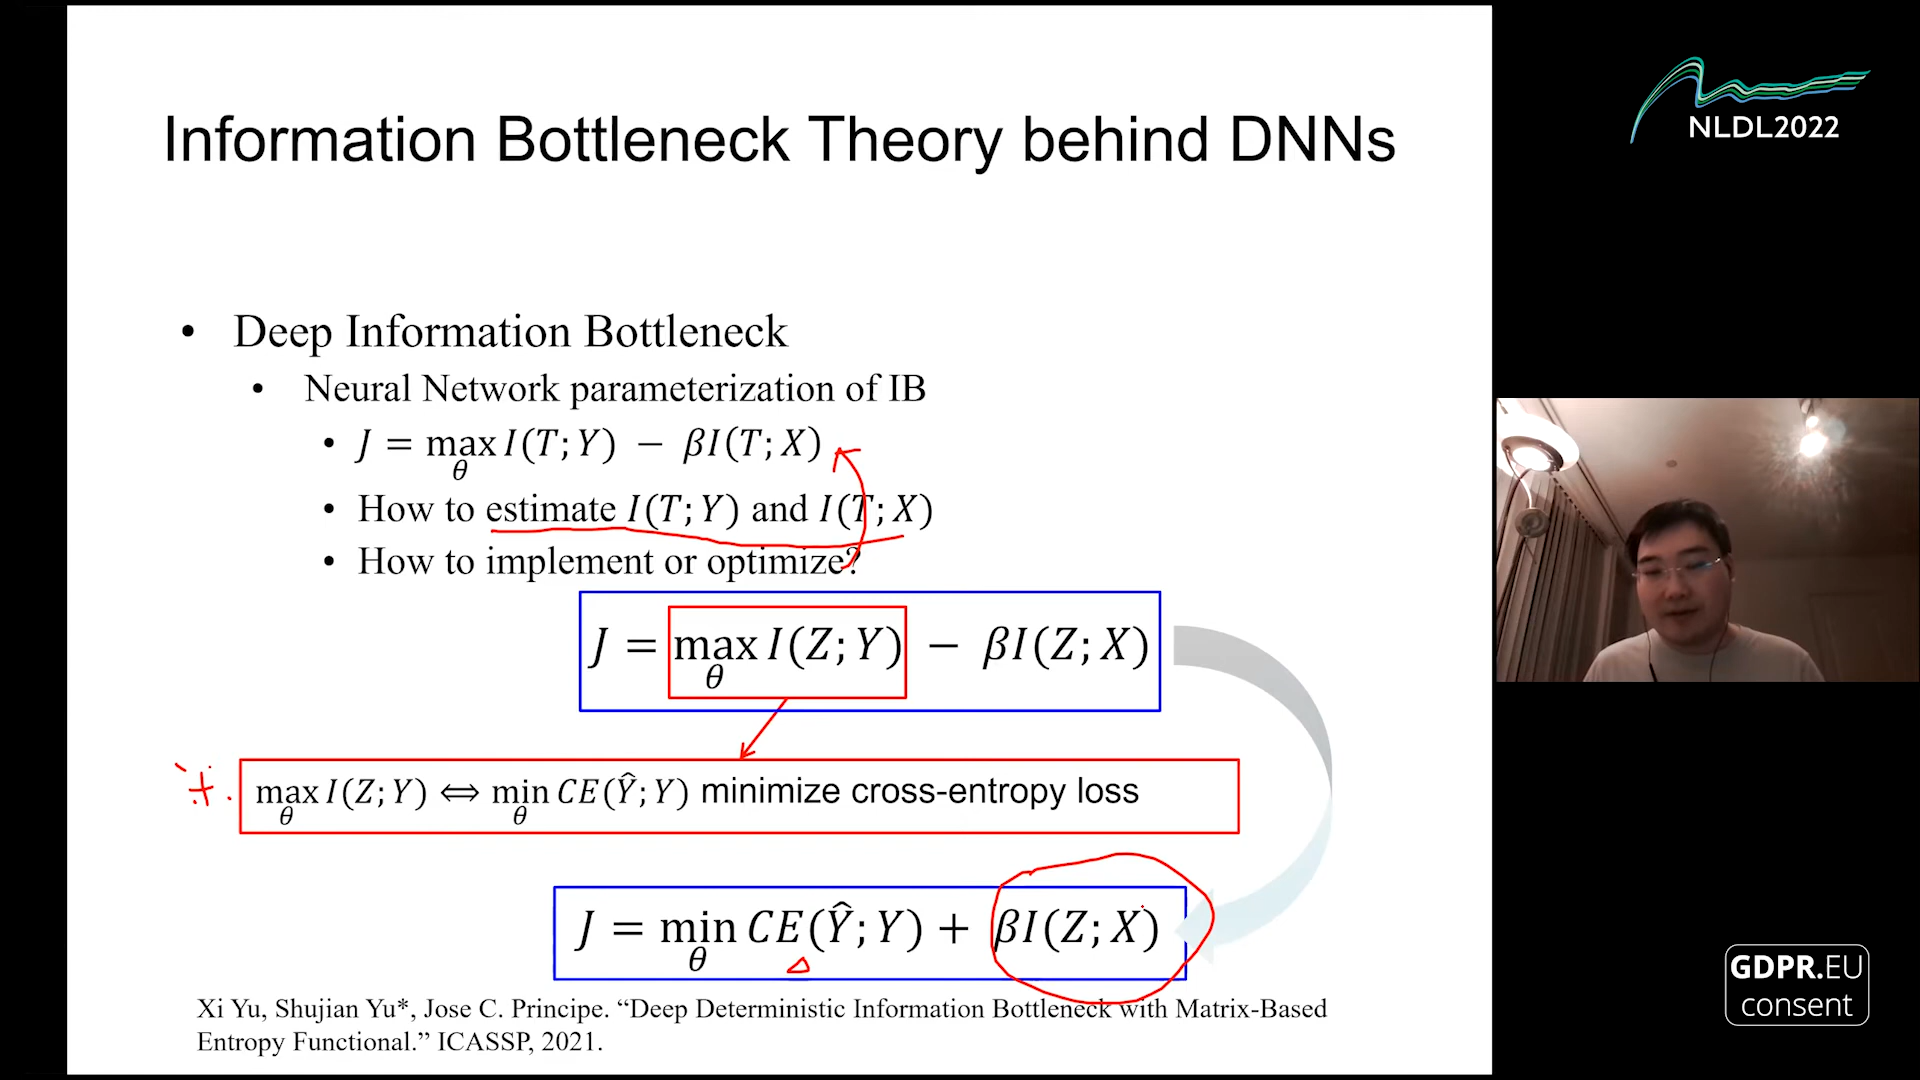 Information Bottleneck Theory behind DNNs
• Deep Information Bottleneck
• Neural Network parameterization of IB
• J = max_θ I(T; Y) − βI(T; X)
• How to estimate I(T; Y) and I(T; X)
• How to implement or optimize?
J = max_θ I(Z; Y) − βI(Z; X)
max_θ I(Z; Y) ⟺ min_θ CE(Ŷ; Y) minimize cross-entropy loss
J = min_θ CE(Ŷ; Y) + βI(Z; X)
Xi Yu, Shujian Yu*, Jose C. Principe. “Deep Deterministic Information Bottleneck with Matrix-Based
Entropy Functional.” ICASSP, 2021.
NLDL2022
GDPR.EU
consent